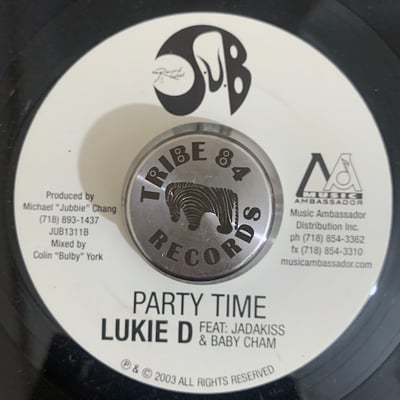 Record Label
J.U.B
Produced by
Michael "Jubbie" Chang
(718) 893-1437
JUB1311B
Mixed by
Colin "Bulby" York
TRIBE 84
RECORDS
MUSIC
AMBASSADOR
Music Ambassador
Distribution Inc.
ph (718) 854-3362
fx (718) 854-3310
musicambassador.com
PARTY TIME
LUKIE D FEAT: JADAKISS
& BABY CHAM
℗ & © 2003 ALL RIGHTS RESERVED